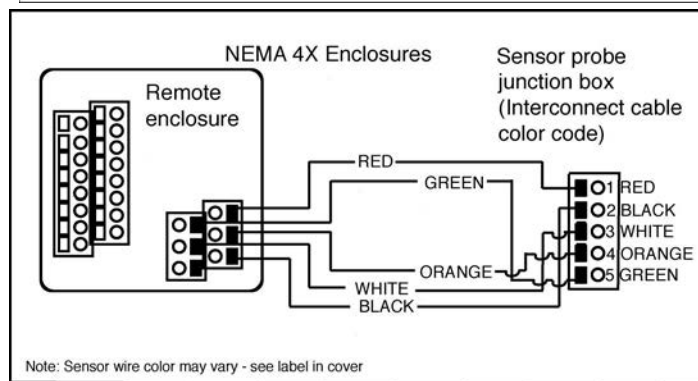 NEMA 4X Enclosures
Sensor probe
junction box
(Interconnect cable
color code)
Remote
enclosure
RED
GREEN
ORANGE
WHITE
BLACK
1 RED
2 BLACK
3 WHITE
4 ORANGE
5 GREEN
Note: Sensor wire color may vary - see label in cover